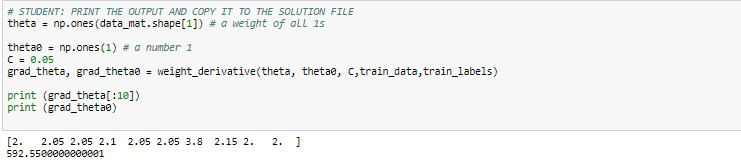 # STUDENT: PRINT THE OUTPUT AND COPY IT TO THE SOLUTION FILE
theta = np.ones(data_mat.shape[1]) # a weight of all 1s
theta0 = np.ones(1) # a number 1
C = 0.05
grad_theta, grad_theta0 = weight_derivative(theta, theta0, C,train_data,train_labels)
print (grad_theta[:10])
print (grad_theta0)
[2.   2.05 2.05 2.1  2.05 2.05 3.8  2.15 2.   2.  ]
592.5500000000001